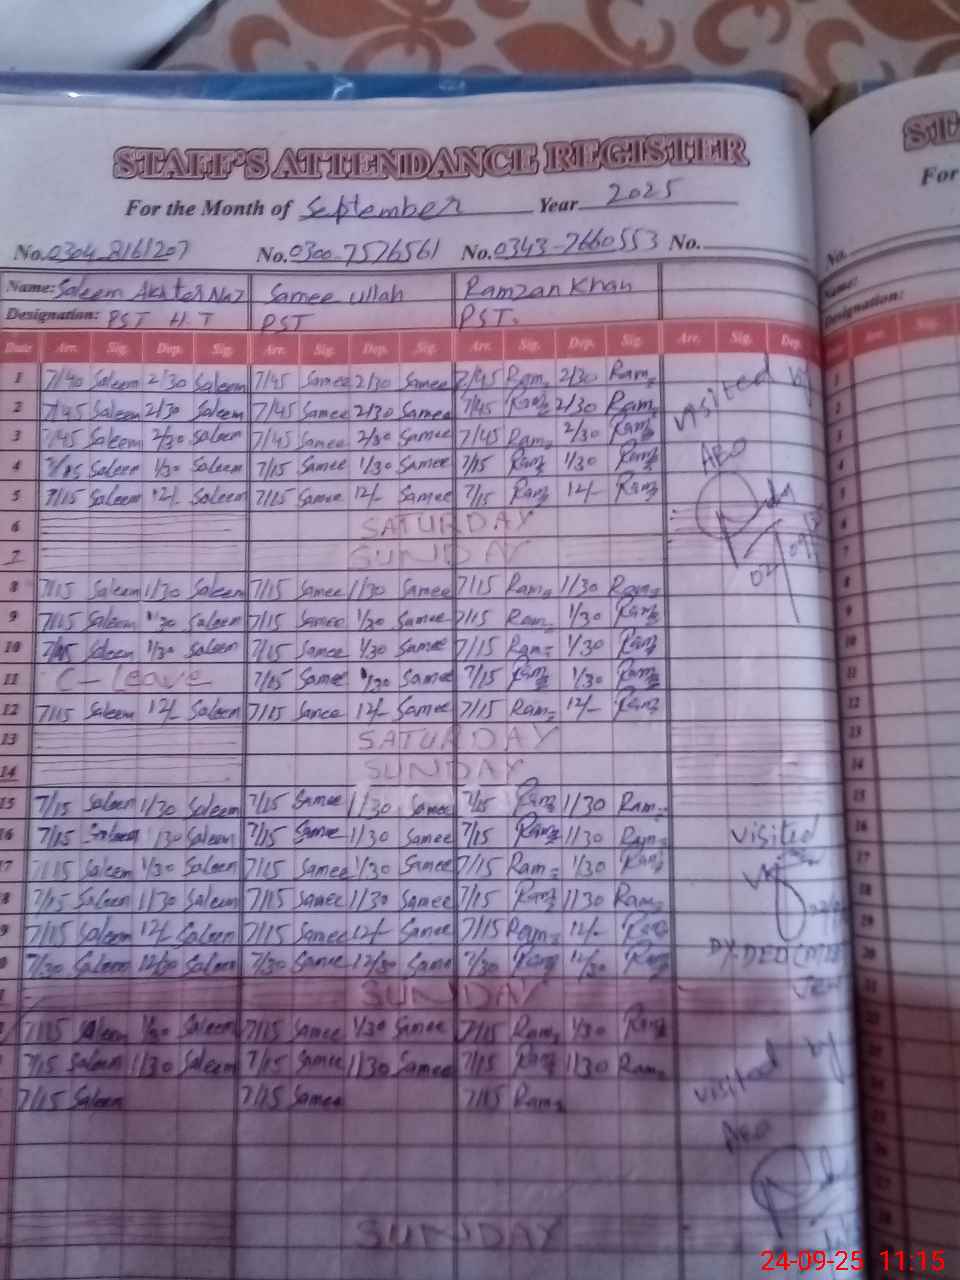 STAFF'S ATTENDANCE REGISTER
For the Month of September Year 2025
No. 0304 8161207 No. 0300-7576561 No. 0343-7660553 No.
Name: Saleem Akhter Samee ullah Ramzan Khan
Designation: PST H.T PST PST.
Date Arr. Sig. Dep. Sig. Arr. Sig. Dep. Sig. Arr. Sig. Dep. Sig. Arr. Sig. Dep.
1 7/40 Saleem 2/30 Saleem 7/45 Samee 2/30 Samee 7/45 Ram 2/30 Ram visited by
2 7/45 Saleem 2/30 Saleem 7/45 Samee 2/30 Samee 7/45 Ram 2/30 Ram
3 7/45 Saleem 2/30 Saleem 7/45 Samee 2/30 Samee 7/45 Ram 2/30 Ram
4 7/15 Saleem 1/30 Saleem 7/15 Samee 1/30 Samee 7/15 Ram 1/30 Ram
5 7/15 Saleem 12/- Saleem 7/15 Samee 12/- Samee 7/15 Ram 12/- Ram
6 SATURDAY
7 SUNDAY
8 7/15 Saleem 1/30 Saleem 7/15 Samee 1/30 Samee 7/15 Ram 1/30 Ram
9 7/15 Saleem 1/30 Saleem 7/15 Samee 1/30 Samee 7/15 Ram 1/30 Ram
10 7/15 Saleem 1/30 Saleem 7/15 Samee 1/30 Samee 7/15 Ram 1/30 Ram
11 C-Leave 7/15 Samee 1/30 Samee 7/15 Ram 1/30 Ram
12 7/15 Saleem 12/- Saleem 7/15 Samee 12/- Samee 7/15 Ram 12/- Ram
13 SATURDAY
14 SUNDAY
15 7/15 Saleem 1/30 Saleem 7/15 Samee 1/30 Samee 7/15 Ram 1/30 Ram
16 7/15 Saleem 1/30 Saleem 7/15 Samee 1/30 Samee 7/15 Ram 1/30 Ram visited
17 7/15 Saleem 1/30 Saleem 7/15 Samee 1/30 Samee 7/15 Ram 1/30 Ram
8 7/15 Saleem 1/30 Saleem 7/15 Samee 1/30 Samee 7/15 Ram 1/30 Ram
9 7/15 Saleem 12/- Saleem 7/15 Samee 12/- Samee 7/15 Ram 12/- Ram
0 7/30 Saleem 12/30 Saleem 7/30 Samee 12/30 Samee 7/30 Ram 12/30 Ram
SUNDAY
7/15 Saleem 1/30 Saleem 7/15 Samee 1/30 Samee 7/15 Ram 1/30 Ram
7/15 Saleem 1/30 Saleem 7/15 Samee 1/30 Samee 7/15 Ram 1/30 Ram visited by
7/15 Saleem 7/15 Samee 7/15 Ram
SUNDAY
24-09-25 11:15